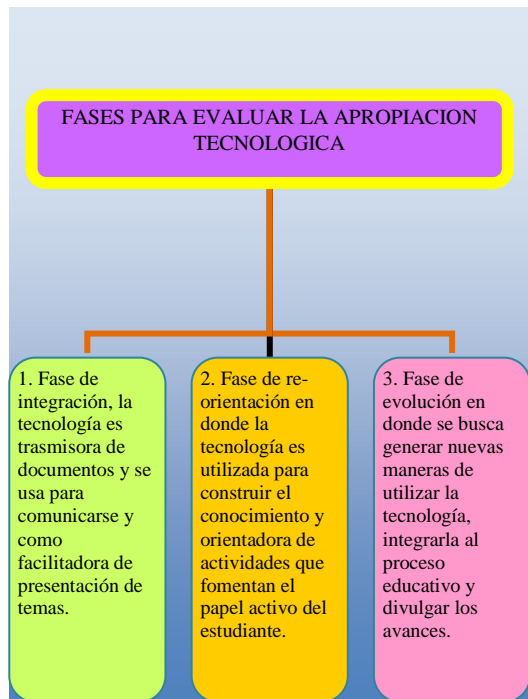 FASES PARA EVALUAR LA APROPIACION
TECNOLOGICA
1. Fase de
integración, la
tecnología es
trasmisora de
documentos y se
usa para
comunicarse y
como
facilitadora de
presentación de
temas.
2. Fase de re-
orientación en
donde la
tecnología es
utilizada para
construir el
conocimiento y
orientadora de
actividades que
fomentan el
papel activo del
estudiante.
3. Fase de
evolución en
donde se busca
generar nuevas
maneras de
utilizar la
tecnología,
integrarla al
proceso
educativo y
divulgar los
avances.